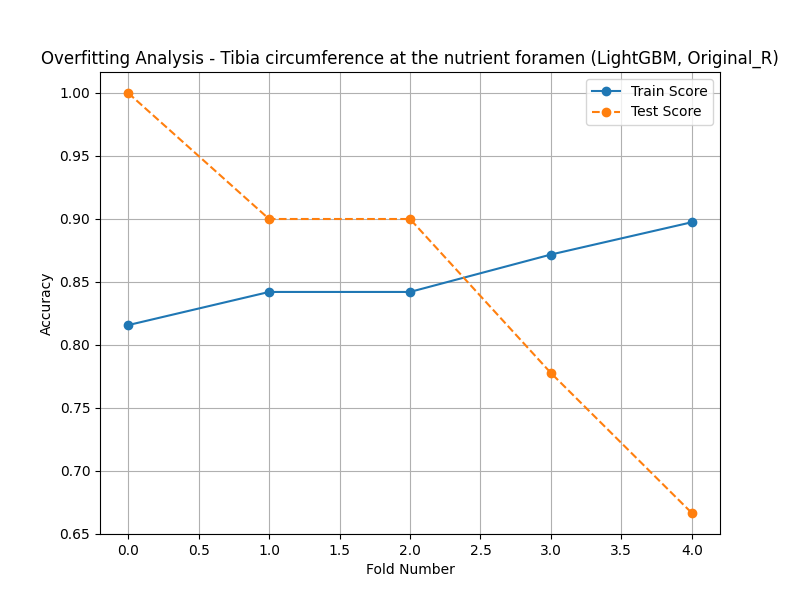 Overfitting Analysis - Tibia circumference at the nutrient foramen (LightGBM, Original_R)
Train Score
Test Score
1.00
0.95
0.90
0.85
0.80
0.75
0.70
0.65
Accuracy
0.0 0.5 1.0 1.5 2.0 2.5 3.0 3.5 4.0
Fold Number